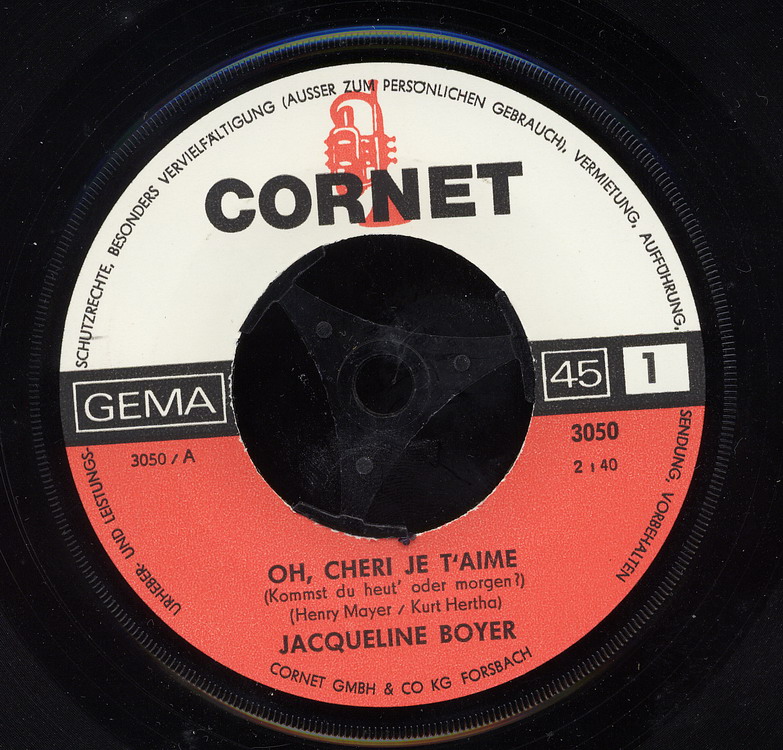 URHEBER- UND LEISTUNGS-SCHUTZRECHTE, BESONDERS VERVIELFÄLTIGUNG (AUSSER ZUM PERSÖNLICHEN GEBRAUCH), VERMIETUNG, AUFFÜHRUNG, SENDUNG, VORBEHALTEN
CORNET
GEMA
45
1
3050
3050 / A
2 : 40
OH, CHERI JE T'AIME
(Kommst du heut' oder morgen?)
(Henry Mayer / Kurt Hertha)
JACQUELINE BOYER
CORNET GMBH & CO KG FORSBACH